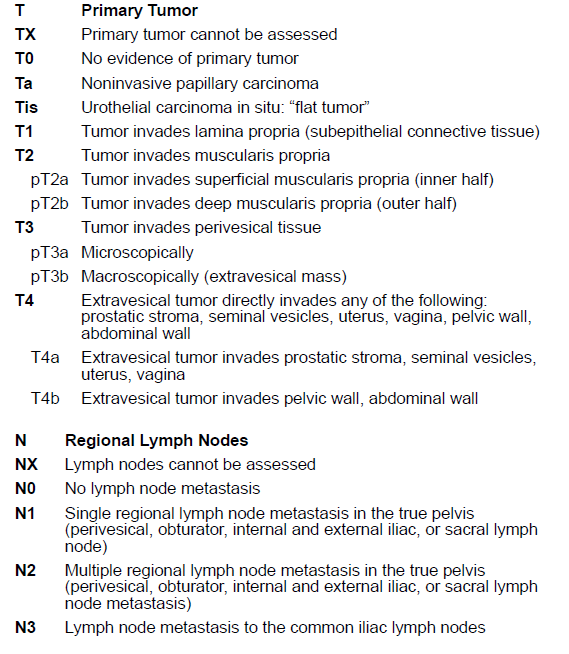 T Primary Tumor
TX Primary tumor cannot be assessed
T0 No evidence of primary tumor
Ta Noninvasive papillary carcinoma
Tis Urothelial carcinoma in situ: “flat tumor”
T1 Tumor invades lamina propria (subepithelial connective tissue)
T2 Tumor invades muscularis propria
pT2a Tumor invades superficial muscularis propria (inner half)
pT2b Tumor invades deep muscularis propria (outer half)
T3 Tumor invades perivesical tissue
pT3a Microscopically
pT3b Macroscopically (extravesical mass)
T4 Extravesical tumor directly invades any of the following:
prostatic stroma, seminal vesicles, uterus, vagina, pelvic wall,
abdominal wall
T4a Extravesical tumor invades prostatic stroma, seminal vesicles,
uterus, vagina
T4b Extravesical tumor invades pelvic wall, abdominal wall
N Regional Lymph Nodes
NX Lymph nodes cannot be assessed
N0 No lymph node metastasis
N1 Single regional lymph node metastasis in the true pelvis
(perivesical, obturator, internal and external iliac, or sacral lymph
node)
N2 Multiple regional lymph node metastasis in the true pelvis
(perivesical, obturator, internal and external iliac, or sacral lymph
node metastasis)
N3 Lymph node metastasis to the common iliac lymph nodes